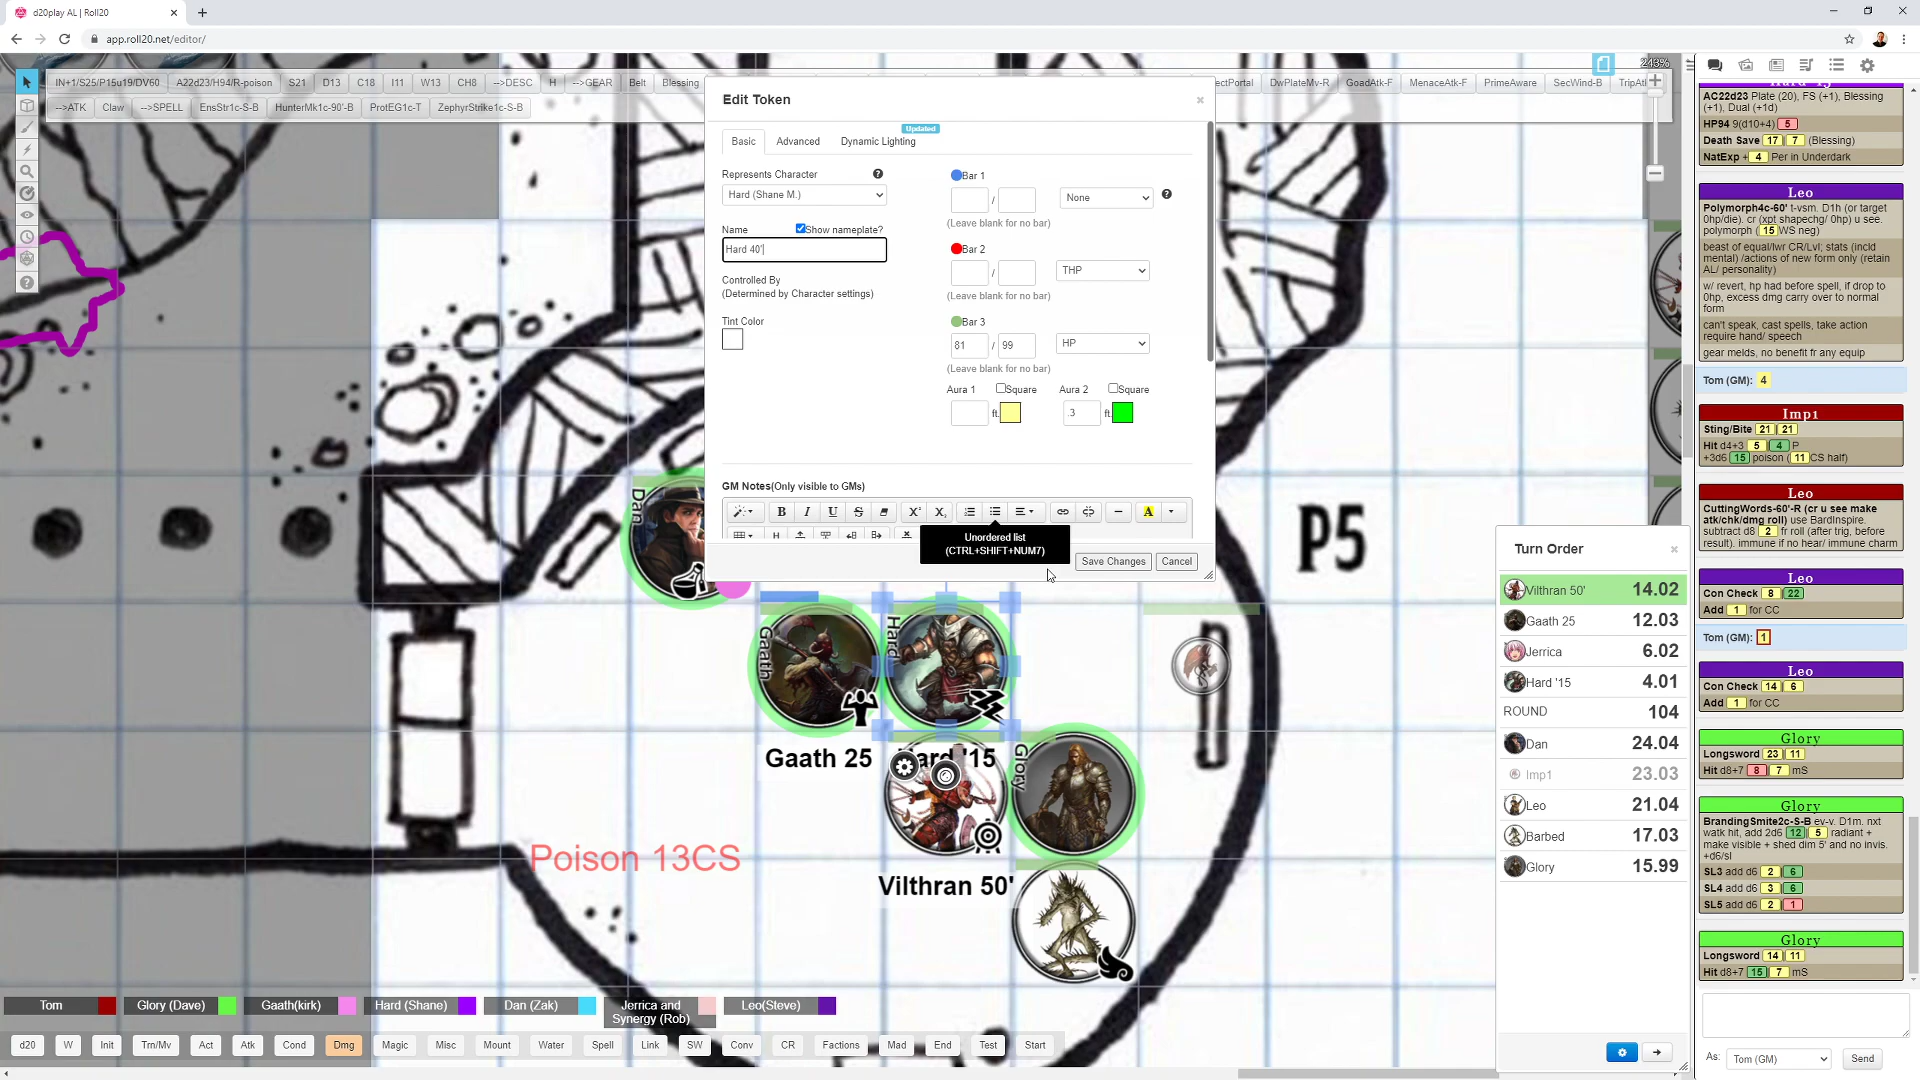 d20play AL | Roll20
app.roll20.net/editor/
IN+1/S25/P15u19/DV60 A22d23/H94/R-poison S21 D13 C18 I11 W13 CH8 -->DESC H -->GEAR Belt Blessing
DwPlateMv-R GoadAtk-F MenaceAtk-F PrimeAware SecWind-B
-->ATK Claw -->SPELL EnsStr1c-S-B HunterMk1c-90'-B ProtEG1c-T ZephyrStrike1c-S-B
243%
Edit Token
Updated
Basic Advanced Dynamic Lighting
Represents Character
Hard (Shane M.)
Name Show nameplate?
Hard 40'
Controlled By
(Determined by Character settings)
Tint Color
Bar 1
/ None
(Leave blank for no bar)
Bar 2
/ THP
(Leave blank for no bar)
Bar 3
81 / 99 HP
(Leave blank for no bar)
Aura 1 Square Aura 2 Square
ft. .3 ft.
GM Notes(Only visible to GMs)
B I U S X² X₂ A
H
Unordered list
(CTRL+SHIFT+NUM7)
Save Changes Cancel
Dan
Gaath
Hard
Glory
Gaath 25
Hard '15
Vilthran 50'
Poison 13CS
P5
Turn Order
Vilthran 50' 14.02
Gaath 25 12.03
Jerrica 6.02
Hard '15 4.01
ROUND 104
Dan 24.04
Imp1 23.03
Leo 21.04
Barbed 17.03
Glory 15.99
AC22d23 Plate (20), FS (+1), Blessing
(+1), Dual (+1d)
HP94 9(d10+4) 5
Death Save 17 7 (Blessing)
NatExp + 4 Per in Underdark
Leo
Polymorph4c-60' t-vsm. D1h (or target
0hp/die). cr (xpt shapechg/ 0hp) u see.
polymorph ( 15 WS neg)
beast of equal/lwr CR/Lvl; stats (incld
mental) /actions of new form only (retain
AL/ personality)
w/ revert, hp had before spell, if drop to
0hp, excess dmg carry over to normal
form
can't speak, cast spells, take action
require hand/ speech
gear melds, no benefit fr any equip
Tom (GM): 4
Imp1
Sting/Bite 21 21
Hit d4+3 5 4 P
+3d6 15 poison ( 11 CS half)
Leo
CuttingWords-60'-R (cr u see make
atk/chk/dmg roll) use BardInspire.
subtract d8 2 fr roll (after trig, before
result). immune if no hear/ immune charm
Leo
Con Check 8 22
Add 1 for CC
Tom (GM): 1
Leo
Con Check 14 6
Add 1 for CC
Glory
Longsword 23 11
Hit d8+7 8 7 mS
Glory
BrandingSmite2c-S-B ev-v. D1m. nxt
walk hit, add 2d6 12 5 radiant +
make visible + shed dim 5' and no invis.
+d6/sl
SL3 add d6 2 6
SL4 add d6 3 6
SL5 add d6 2 1
Glory
Longsword 14 11
Hit d8+7 15 7 mS
As: Tom (GM) Send
Tom Glory (Dave) Gaath(kirk) Hard (Shane) Dan (Zak) Jerrica and Leo(Steve)
Synergy (Rob)
d20 W Init Trn/Mv Act Atk Cond Dmg Magic Misc Mount Water Spell Link SW Conv CR Factions Mad End Test Start